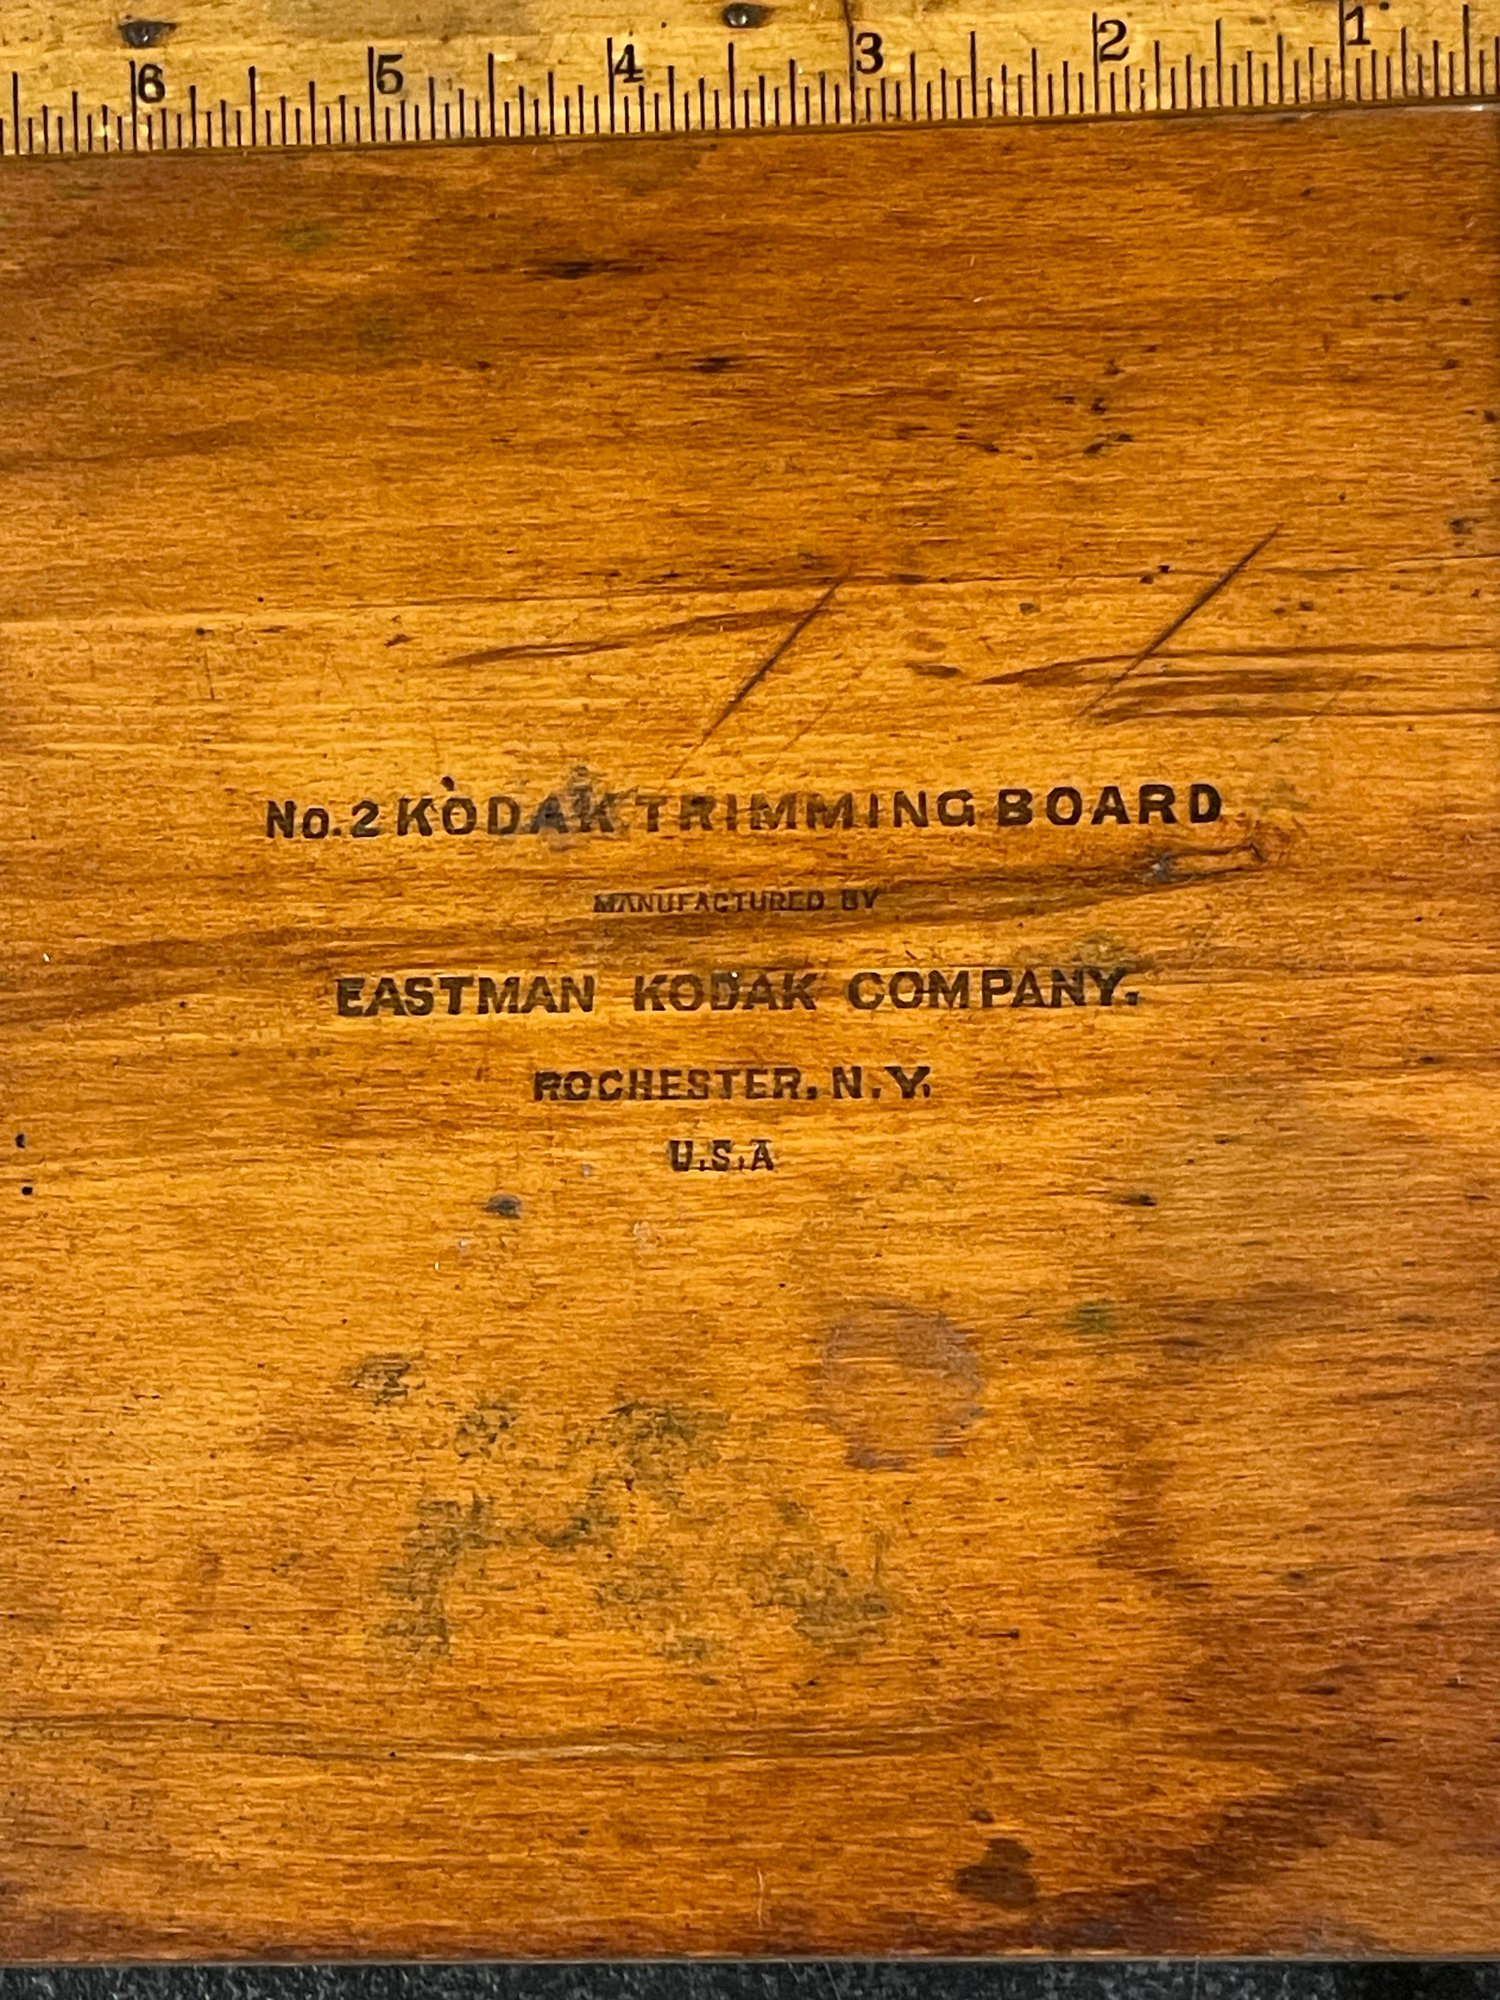 6 5 4 3 2 1
No. 2 KODAK TRIMMING BOARD
MANUFACTURED BY
EASTMAN KODAK COMPANY.
ROCHESTER, N.Y.
U.S.A